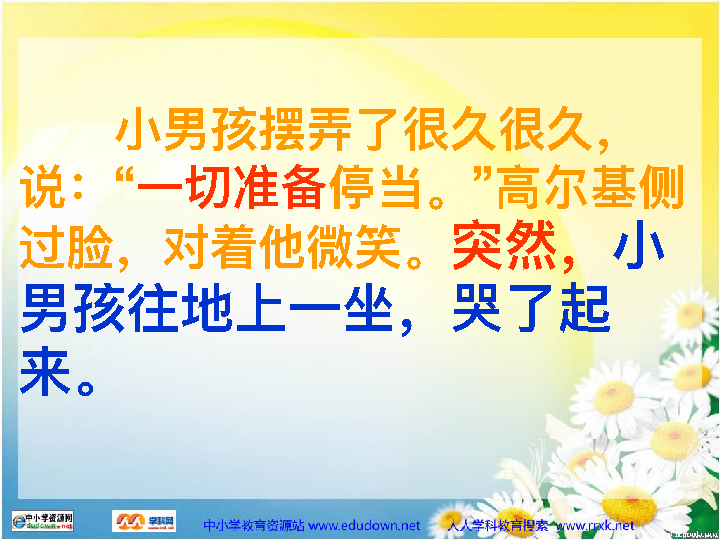 小男孩摆弄了很久很久，
说：“一切准备停当。”高尔基侧
过脸，对着他微笑。突然，小
男孩往地上一坐，哭了起
来。
中小学资源网
edudown.net
学科网
中小学教育资源站 www.edudown.net 人人学科教育搜索 www.rrxk.net